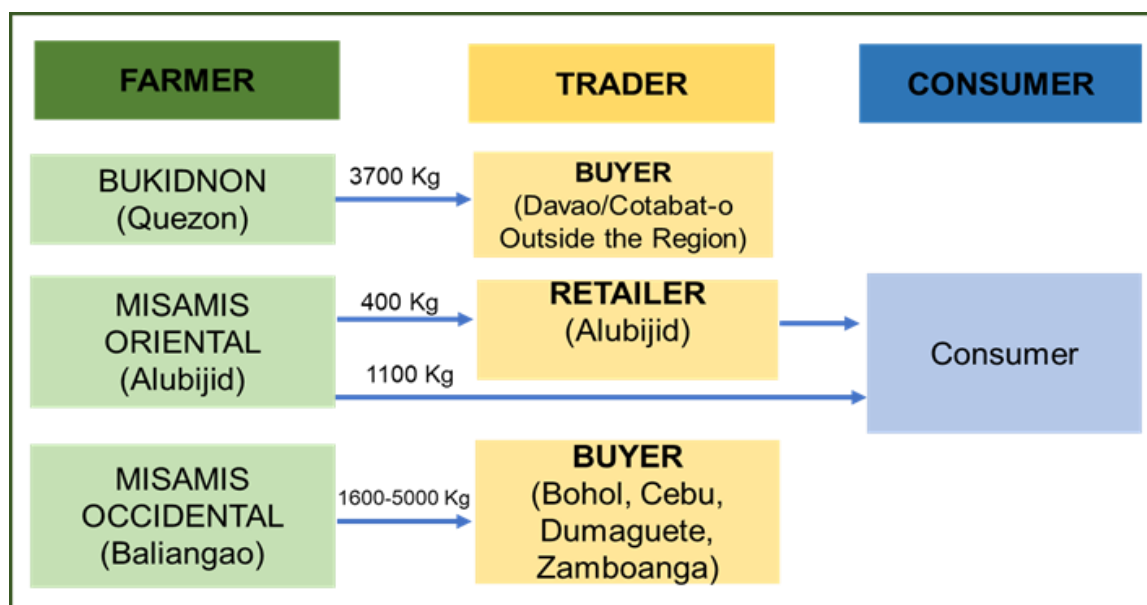 FARMER
TRADER
CONSUMER
BUKIDNON
(Quezon)
3700 Kg
BUYER
(Davao/Cotabat-o
Outside the Region)
MISAMIS
ORIENTAL
(Alubijid)
400 Kg
1100 Kg
RETAILER
(Alubijid)
Consumer
MISAMIS
OCCIDENTAL
(Baliangao)
1600-5000 Kg
BUYER
(Bohol, Cebu,
Dumaguete,
Zamboanga)